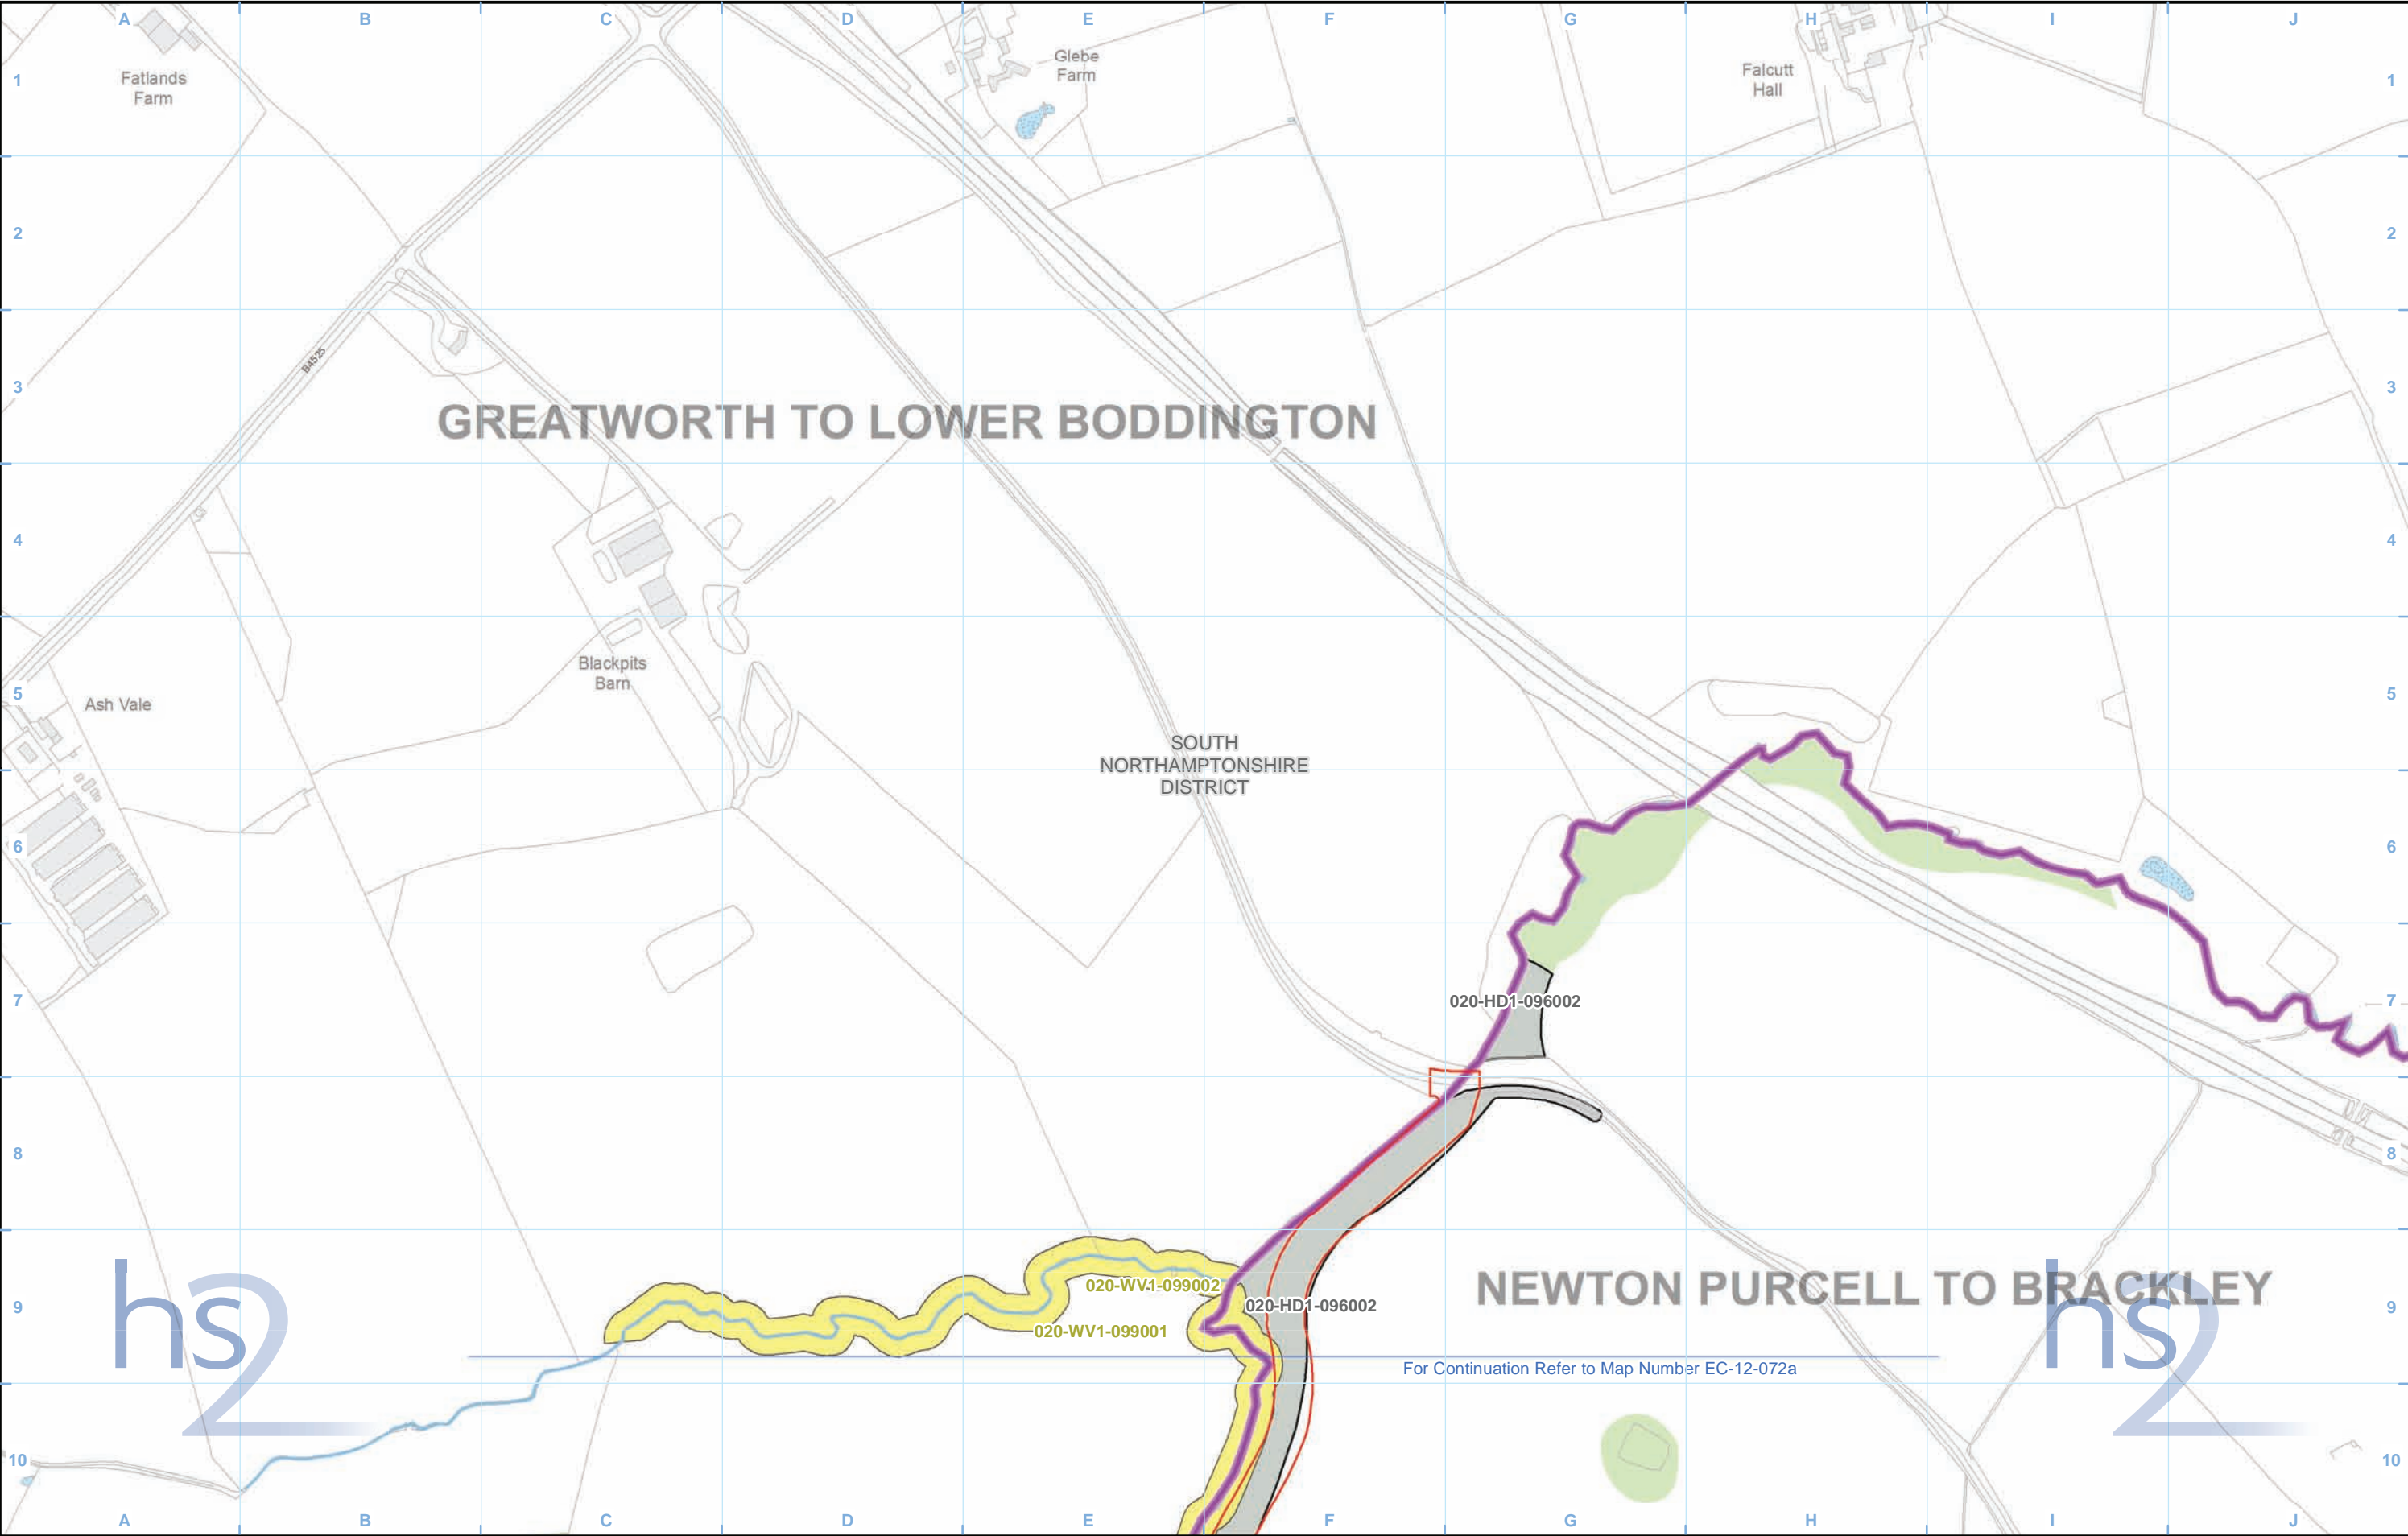 A B C D E F G H I J
1 1
Fatlands
Farm
Glebe
Farm
Falcutt
Hall
2 2
B4525
3 3
GREATWORTH TO LOWER BODDINGTON
4 4
Blackpits
Barn
5 5
Ash Vale
SOUTH
NORTHAMPTONSHIRE
DISTRICT
6 6
7 7
020-HD1-096002
8 8
020-WV1-099002
NEWTON PURCELL TO BRACKLEY
9 9
020-HD1-096002
020-WV1-099001
hs2
hs2
For Continuation Refer to Map Number EC-12-072a
10 10
A B C D E F G H I J